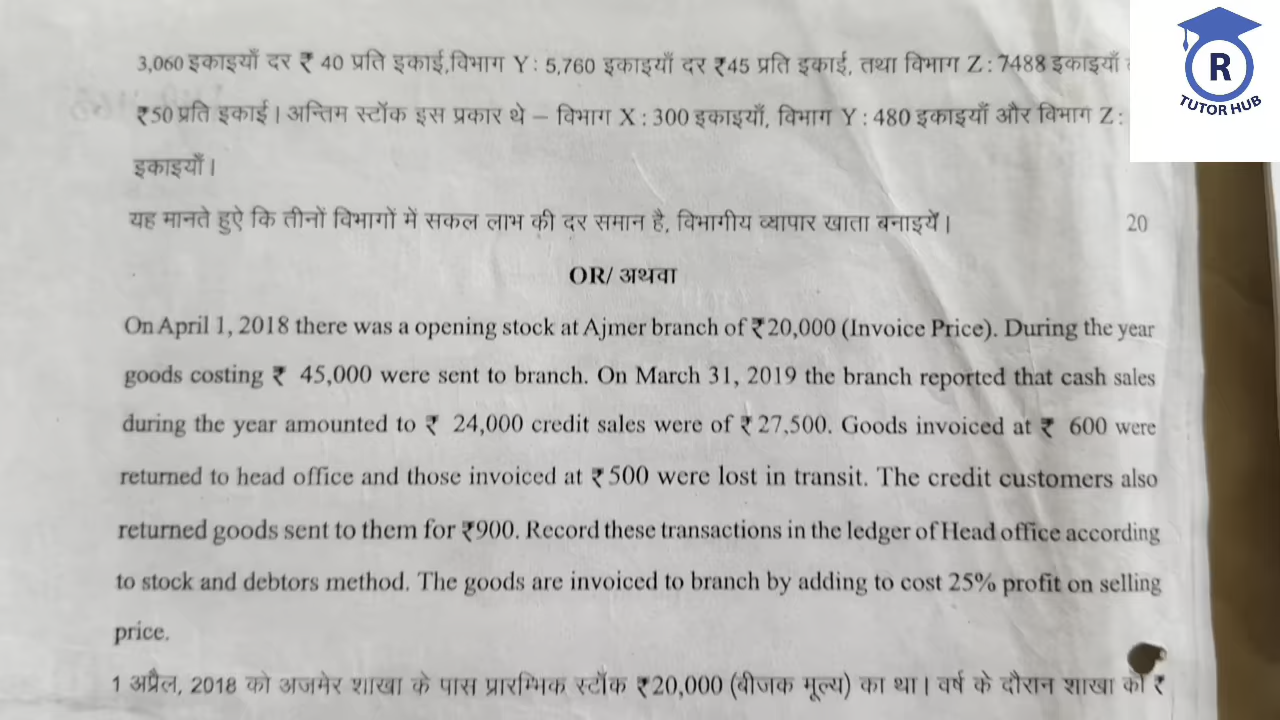 R
TUTOR HUB
3,060 इकाइयाँ दर ₹ 40 प्रति इकाई,विभाग Y: 5,760 इकाइयाँ दर ₹45 प्रति इकाई, तथा विभाग Z: 7488 इकाइयाँ
₹50 प्रति इकाई। अन्तिम स्टॉक इस प्रकार थे – विभाग X : 300 इकाइयाँ, विभाग Y: 480 इकाइयाँ और विभाग Z:
इकाइयाँ।
यह मानते हुऐ कि तीनों विभागों में सकल लाभ की दर समान है, विभागीय व्यापार खाता बनाइयें। 20
OR/ अथवा
On April 1, 2018 there was a opening stock at Ajmer branch of ₹20,000 (Invoice Price). During the year
goods costing ₹ 45,000 were sent to branch. On March 31, 2019 the branch reported that cash sales
during the year amounted to ₹ 24,000 credit sales were of ₹27,500. Goods invoiced at ₹ 600 were
returned to head office and those invoiced at ₹500 were lost in transit. The credit customers also
returned goods sent to them for ₹900. Record these transactions in the ledger of Head office according
to stock and debtors method. The goods are invoiced to branch by adding to cost 25% profit on selling
price.
1 अप्रैल, 2018 को अजमेर शाखा के पास प्रारम्भिक स्टॉक ₹20,000 (बीजक मूल्य) का था। वर्ष के दौरान शाखा को ₹